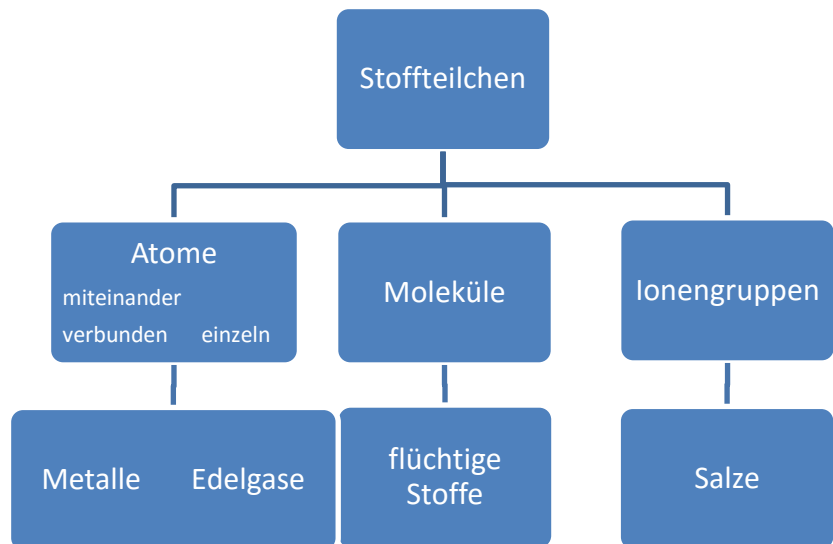 Stoffteilchen
Atome
miteinander
verbunden einzeln
Moleküle
Ionengruppen
Metalle Edelgase
flüchtige
Stoffe
Salze